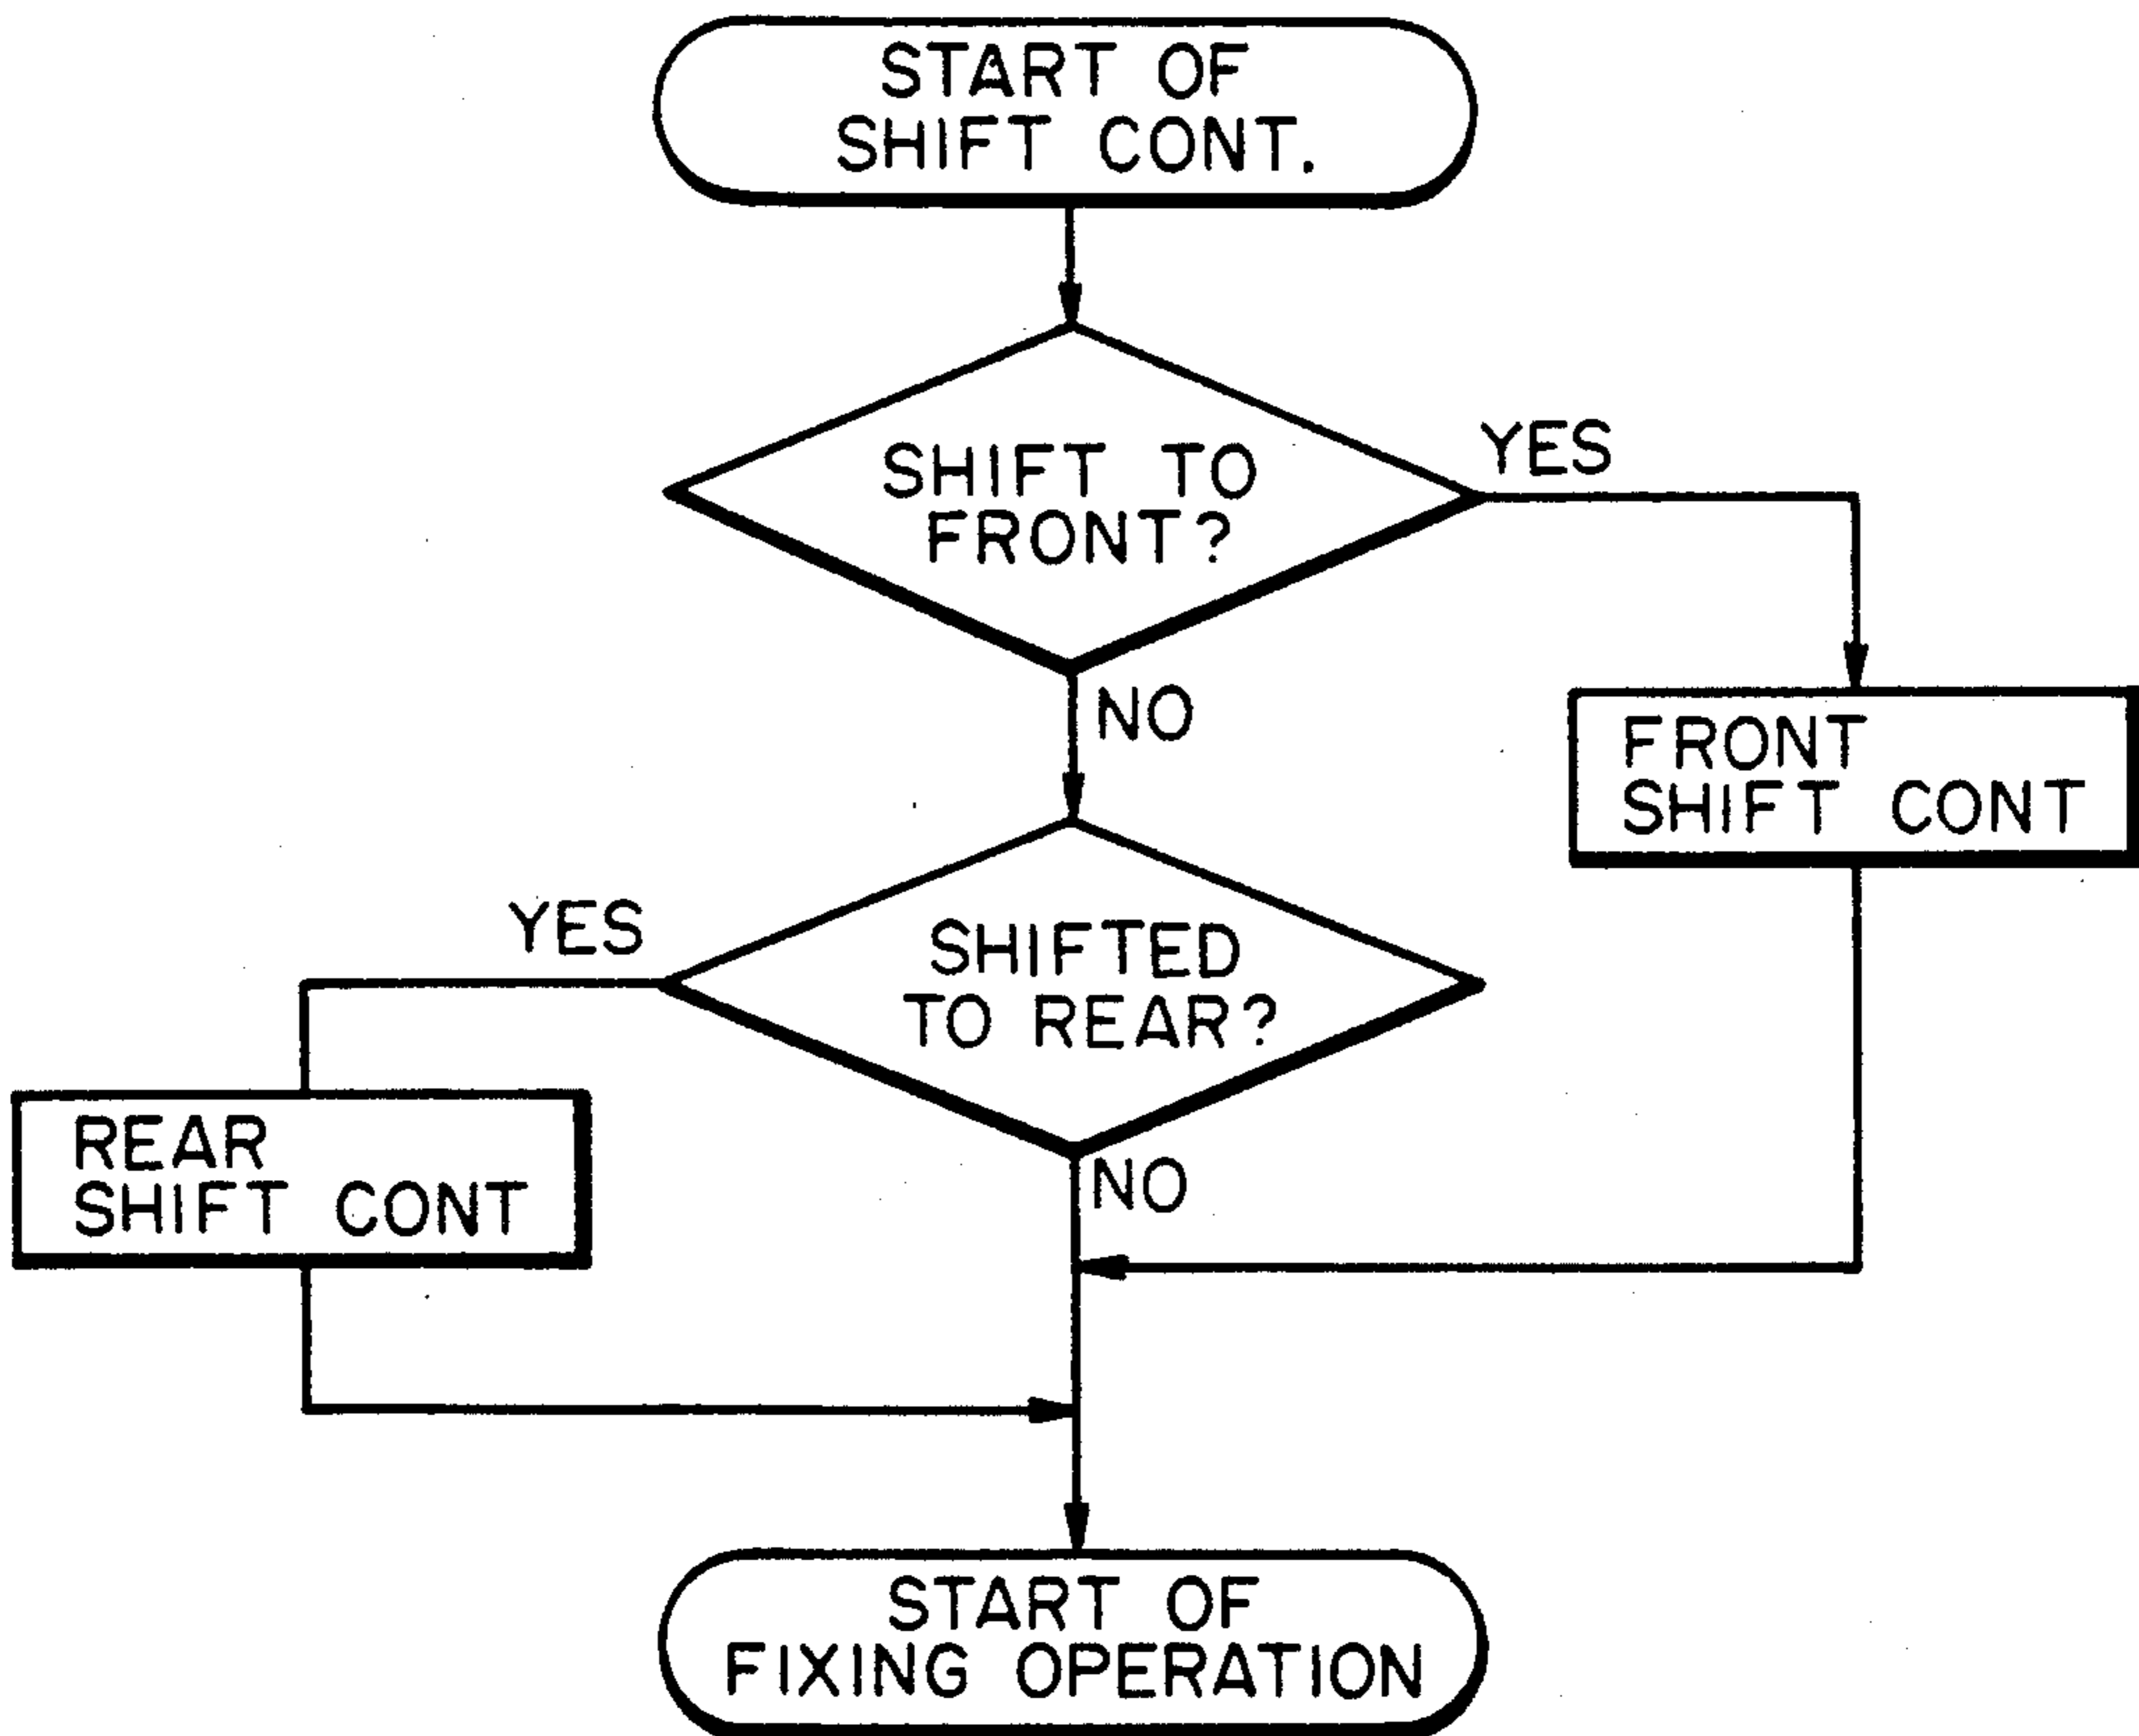 START OF
SHIFT CONT.
SHIFT TO
FRONT?
YES
NO
FRONT
SHIFT CONT
YES
SHIFTED
TO REAR?
REAR
SHIFT CONT
NO
START OF
FIXING OPERATION